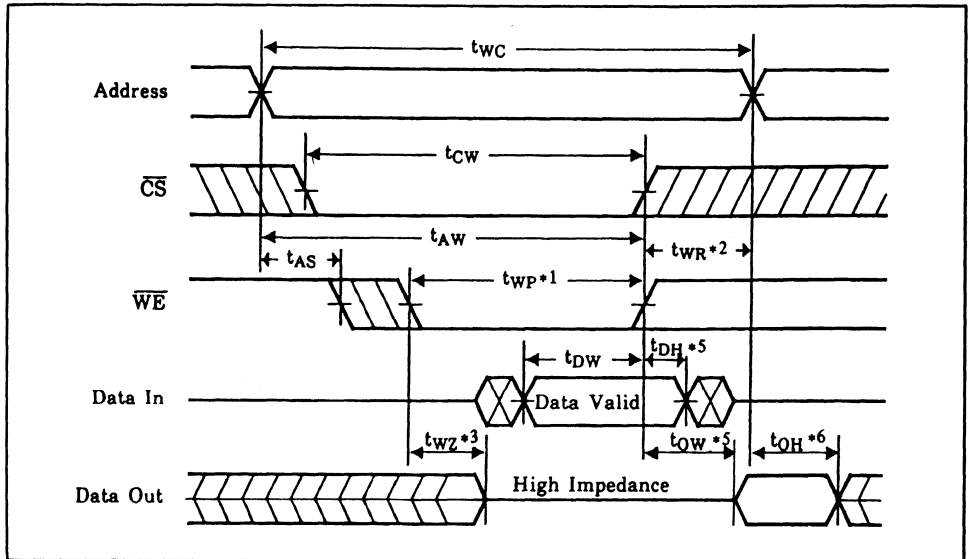 tWC
Address
tCW
CS
tAW
tAS
tWR*2
tWP*1
WE
tDW
tDH*5
Data In
Data Valid
tWZ*3
tOW*5
tOH*6
Data Out
High Impedance